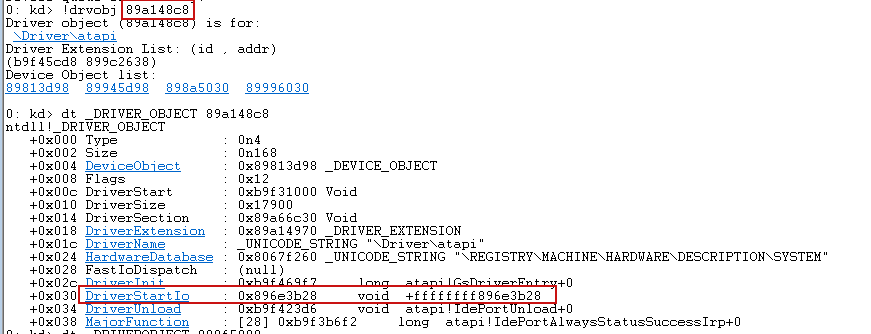 0: kd> !drvobj 89a148c8
Driver object (89a148c8) is for:
\Driver\atapi
Driver Extension List: (id , addr)
(b9f45cd8 899c2638)
Device Object list:
89813d98 89945d98 898a5030 89996030
0: kd> dt _DRIVER_OBJECT 89a148c8
ntdll!_DRIVER_OBJECT
+0x000 Type : 0n4
+0x002 Size : 0n168
+0x004 DeviceObject : 0x89813d98 _DEVICE_OBJECT
+0x008 Flags : 0x12
+0x00c DriverStart : 0xb9f31000 Void
+0x010 DriverSize : 0x17900
+0x014 DriverSection : 0x89a66c30 Void
+0x018 DriverExtension : 0x89a14970 _DRIVER_EXTENSION
+0x01c DriverName : _UNICODE_STRING "\Driver\atapi"
+0x024 HardwareDatabase : 0x8067f260 _UNICODE_STRING "\REGISTRY\MACHINE\HARDWARE\DESCRIPTION\SYSTEM"
+0x028 FastIoDispatch : (null)
+0x02c DriverInit : 0xb9f469f7 long atapi!GsDriverEntry+0
+0x030 DriverStartIo : 0x896e3b28 void +ffffffff896e3b28
+0x034 DriverUnload : 0xb9f423d6 void atapi!IdePortUnload+0
+0x038 MajorFunction : [28] 0xb9f3b6f2 long atapi!IdePortAlwaysStatusSuccessIrp+0